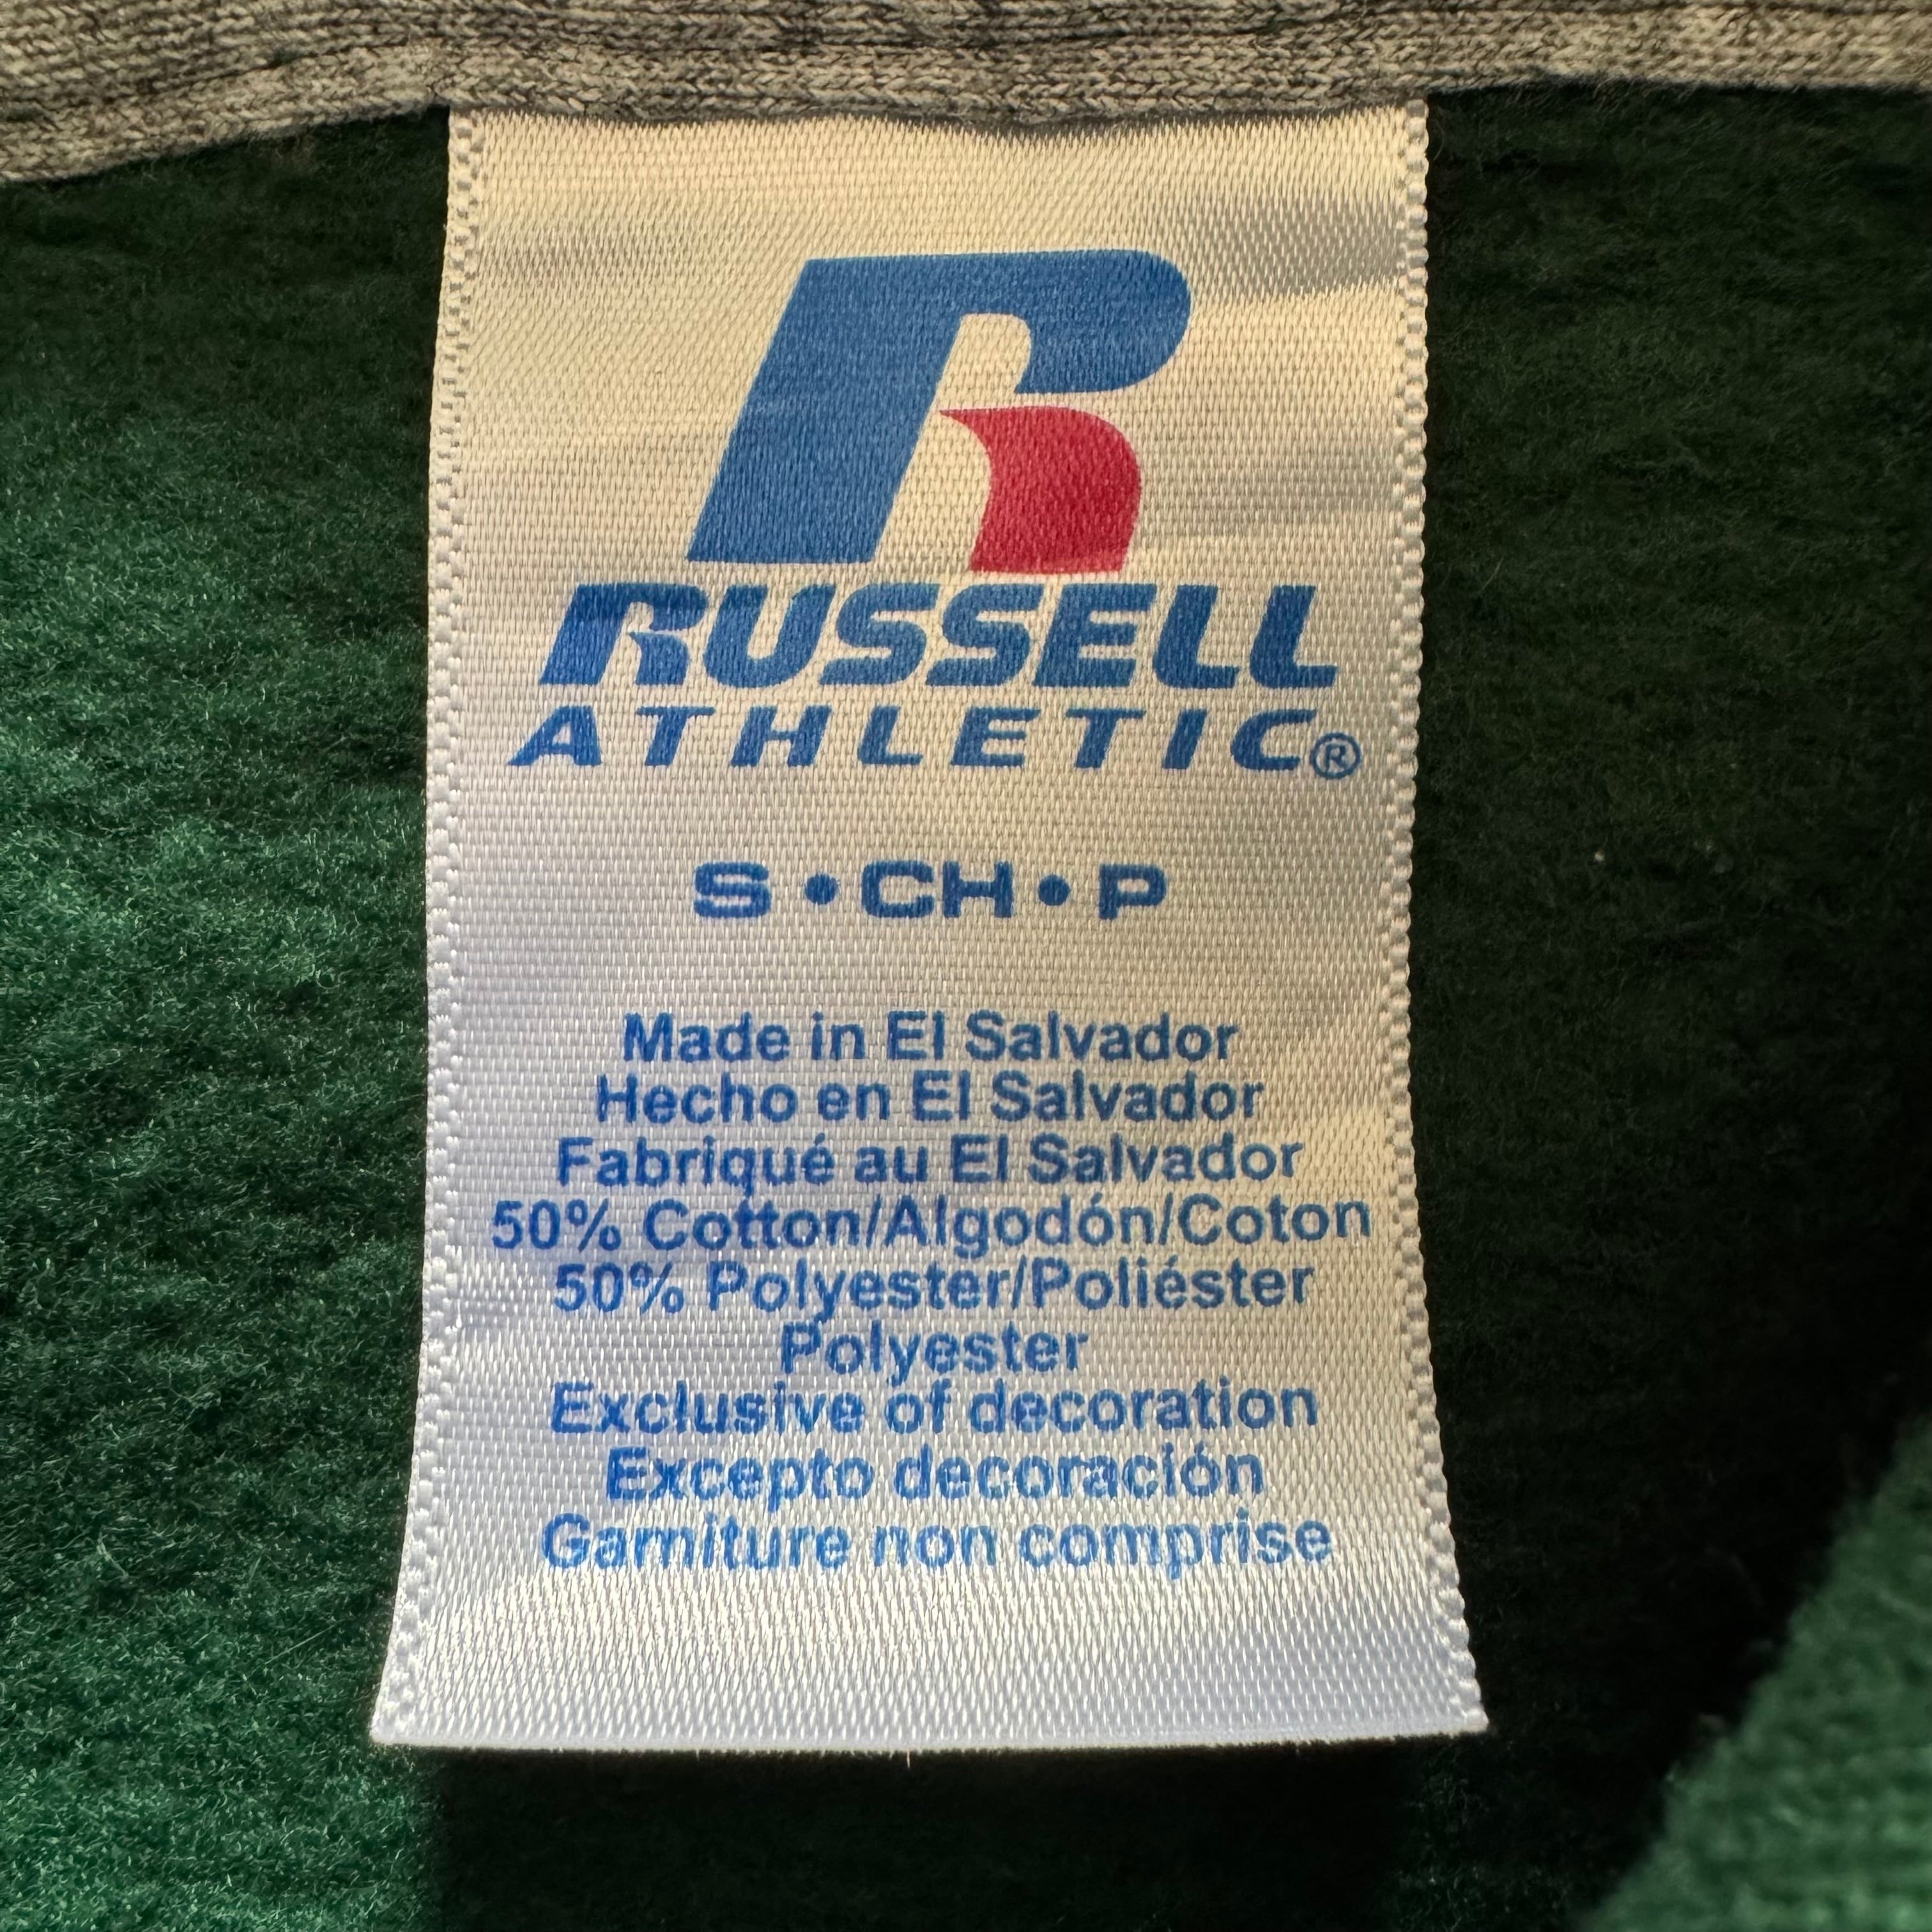 R
RUSSELL
ATHLETIC®
S • CH • P
Made in El Salvador
Hecho en El Salvador
Fabriqué au El Salvador
50% Cotton/Algodón/Coton
50% Polyester/Poliéster
Polyester
Exclusive of decoration
Excepto decoración
Garniture non comprise